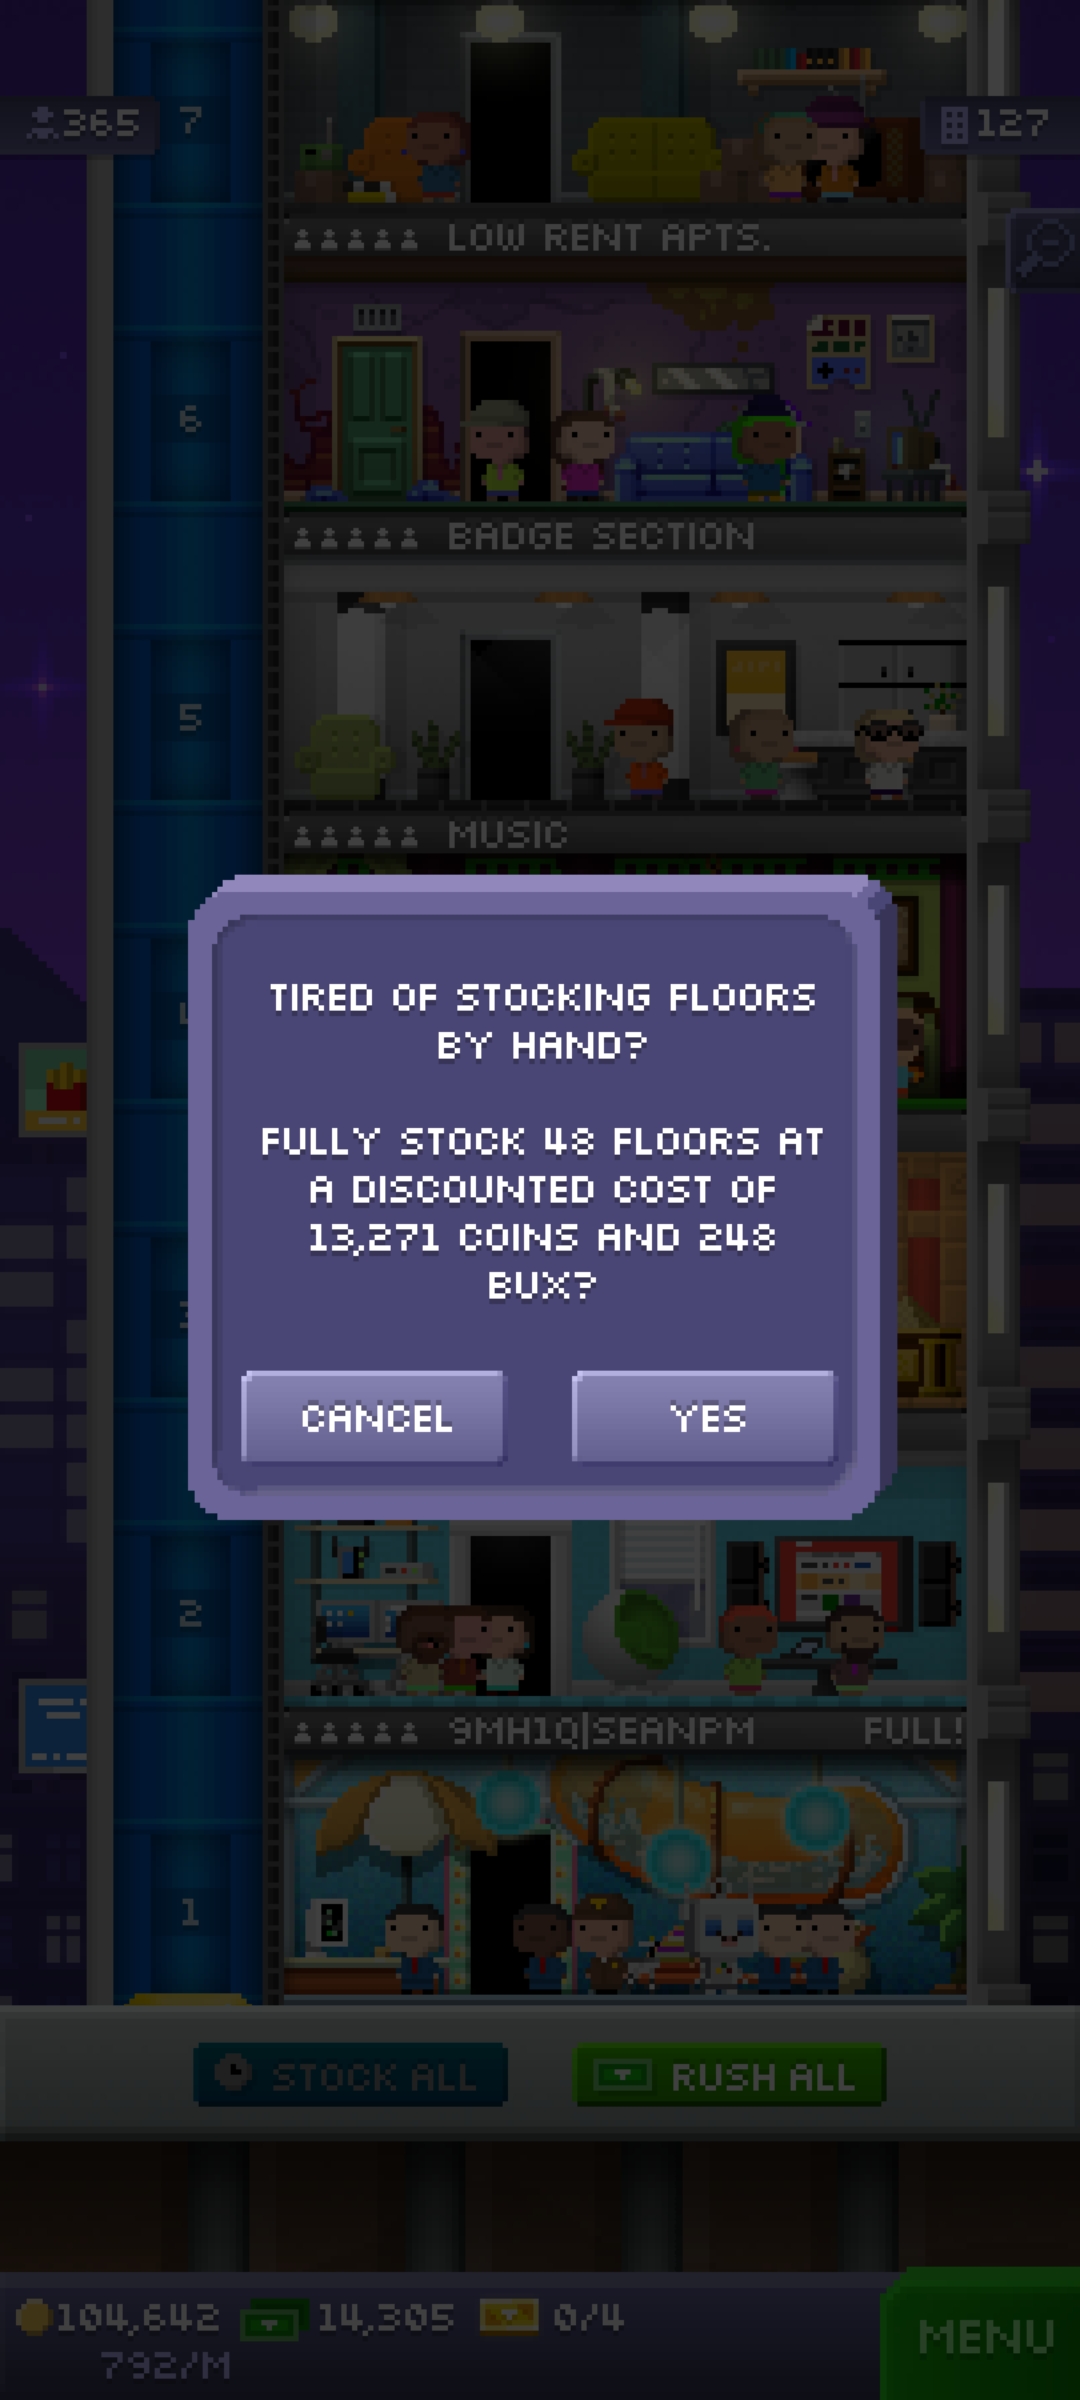 365
7
127
LOW RENT APTS.
6
BADGE SECTION
5
MUSIC
TIRED OF STOCKING FLOORS
BY HAND?
FULLY STOCK 48 FLOORS AT
A DISCOUNTED COST OF
13,271 COINS AND 248
BUX?
CANCEL
YES
2
9MH1Q|SEANPM
FULL!
1
STOCK ALL
RUSH ALL
104,642
14,305
0/4
792/M
MENU